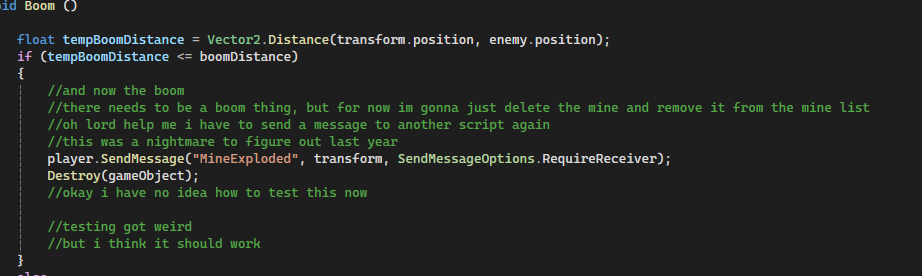 oid Boom ()
float tempBoomDistance = Vector2.Distance(transform.position, enemy.position);
if (tempBoomDistance <= boomDistance)
{
//and now the boom
//there needs to be a boom thing, but for now im gonna just delete the mine and remove it from the mine list
//oh lord help me i have to send a message to another script again
//this was a nightmare to figure out last year
player.SendMessage("MineExploded", transform, SendMessageOptions.RequireReceiver);
Destroy(gameObject);
//okay i have no idea how to test this now
//testing got weird
//but i think it should work
}
else